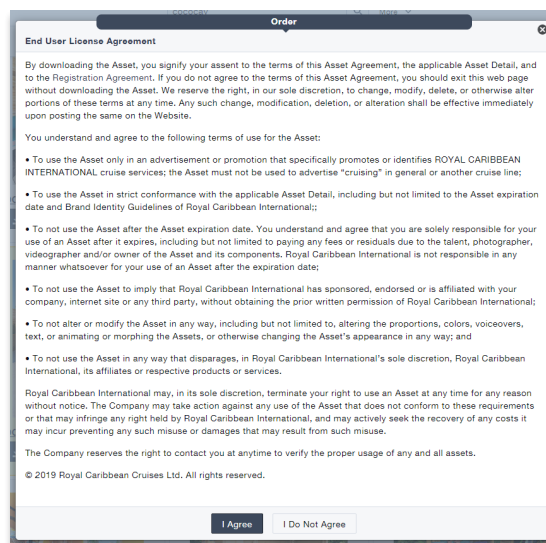 cococay
More
Order
End User License Agreement
By downloading the Asset, you signify your assent to the terms of this Asset Agreement, the applicable Asset Detail, and
to the Registration Agreement. If you do not agree to the terms of this Asset Agreement, you should exit this web page
without downloading the Asset. We reserve the right, in our sole discretion, to change, modify, delete, or otherwise alter
portions of these terms at any time. Any such change, modification, deletion, or alteration shall be effective immediately
upon posting the same on the Website.
You understand and agree to the following terms of use for the Asset:
• To use the Asset only in an advertisement or promotion that specifically promotes or identifies ROYAL CARIBBEAN
INTERNATIONAL cruise services; the Asset must not be used to advertise “cruising” in general or another cruise line;
• To use the Asset in strict conformance with the applicable Asset Detail, including but not limited to the Asset expiration
date and Brand Identity Guidelines of Royal Caribbean International;;
• To not use the Asset after the Asset expiration date. You understand and agree that you are solely responsible for your
use of an Asset after it expires, including but not limited to paying any fees or residuals due to the talent, photographer,
videographer and/or owner of the Asset and its components. Royal Caribbean International is not responsible in any
manner whatsoever for your use of an Asset after the expiration date;
• To not use the Asset to imply that Royal Caribbean International has sponsored, endorsed or is affiliated with your
company, internet site or any third party, without obtaining the prior written permission of Royal Caribbean International;
• To not alter or modify the Asset in any way, including but not limited to, altering the proportions, colors, voiceovers,
text, or animating or morphing the Assets, or otherwise changing the Asset’s appearance in any way; and
• To not use the Asset in any way that disparages, in Royal Caribbean International’s sole discretion, Royal Caribbean
International, its affiliates or respective products or services.
Royal Caribbean International may, in its sole discretion, terminate your right to use an Asset at any time for any reason
without notice. The Company may take action against any use of the Asset that does not conform to these requirements
or that may infringe any right held by Royal Caribbean International, and may actively seek the recovery of any costs it
may incur preventing any such misuse or damages that may result from such misuse.
The Company reserves the right to contact you at anytime to verify the proper usage of any and all assets.
© 2019 Royal Caribbean Cruises Ltd. All rights reserved.
I Agree
I Do Not Agree